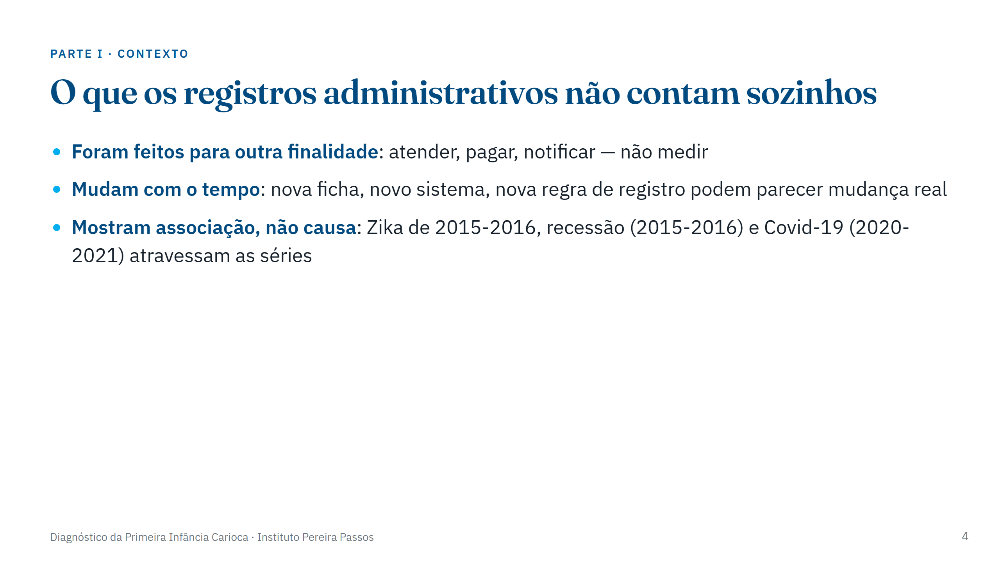 PARTE I · CONTEXTO
O que os registros administrativos não contam sozinhos
Foram feitos para outra finalidade: atender, pagar, notificar — não medir
Mudam com o tempo: nova ficha, novo sistema, nova regra de registro podem parecer mudança real
Mostram associação, não causa: Zika de 2015-2016, recessão (2015-2016) e Covid-19 (2020-
2021) atravessam as séries
Diagnóstico da Primeira Infância Carioca · Instituto Pereira Passos
4